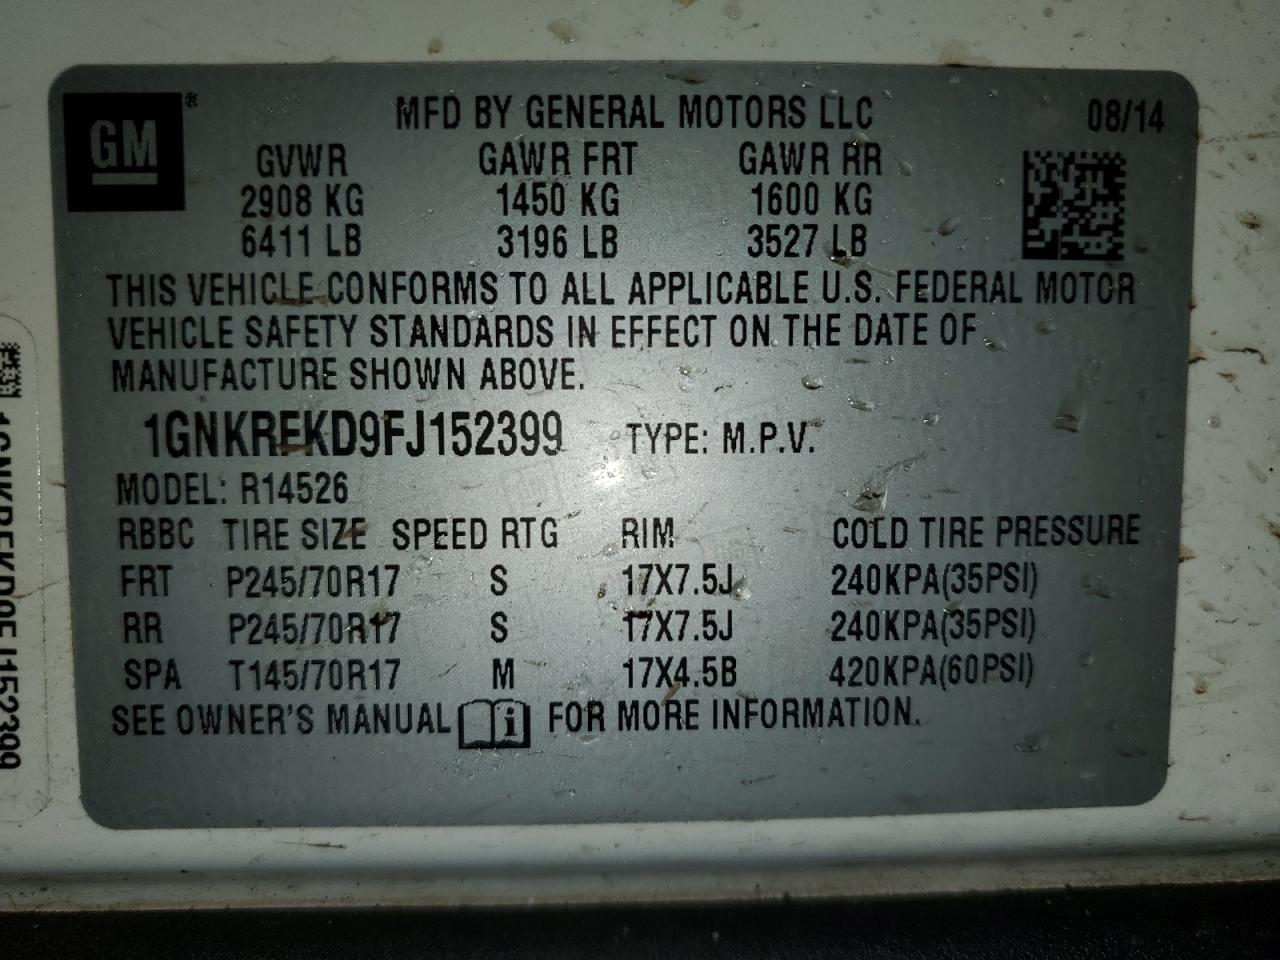 GM®
MFD BY GENERAL MOTORS LLC 08/14
GVWR GAWR FRT GAWR RR
2908 KG 1450 KG 1600 KG
6411 LB 3196 LB 3527 LB
THIS VEHICLE CONFORMS TO ALL APPLICABLE U.S. FEDERAL MOTOR
VEHICLE SAFETY STANDARDS IN EFFECT ON THE DATE OF
MANUFACTURE SHOWN ABOVE.
1GNKREKD9FJ152399 TYPE: M.P.V.
MODEL: R14526
RBBC TIRE SIZE SPEED RTG RIM COLD TIRE PRESSURE
FRT P245/70R17 S 17X7.5J 240KPA(35PSI)
RR P245/70R17 S 17X7.5J 240KPA(35PSI)
SPA T145/70R17 M 17X4.5B 420KPA(60PSI)
SEE OWNER'S MANUAL i FOR MORE INFORMATION.
1GNKREKD9FJ152399